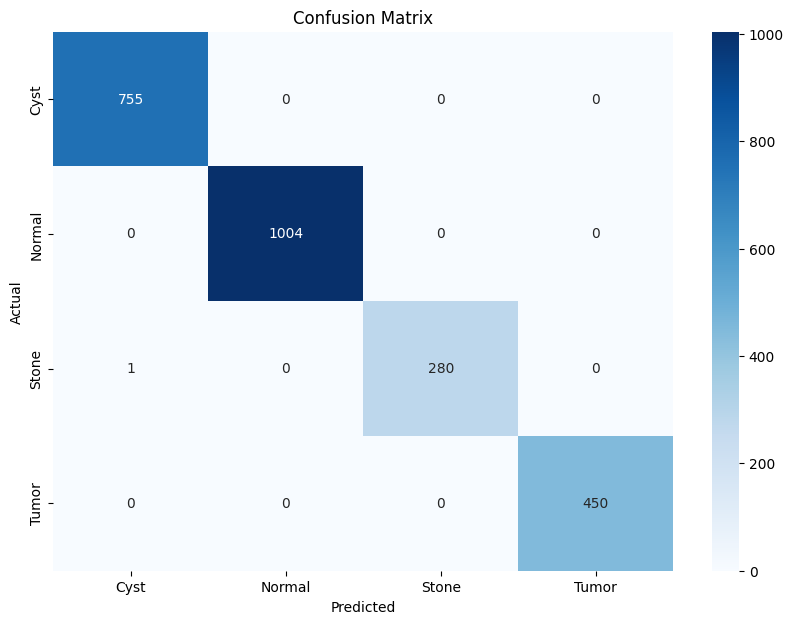 Confusion Matrix
Actual
Cyst
755 0 0 0
Normal
0 1004 0 0
Stone
1 0 280 0
Tumor
0 0 0 450
Cyst Normal Stone Tumor
Predicted
1000
800
600
400
200
0